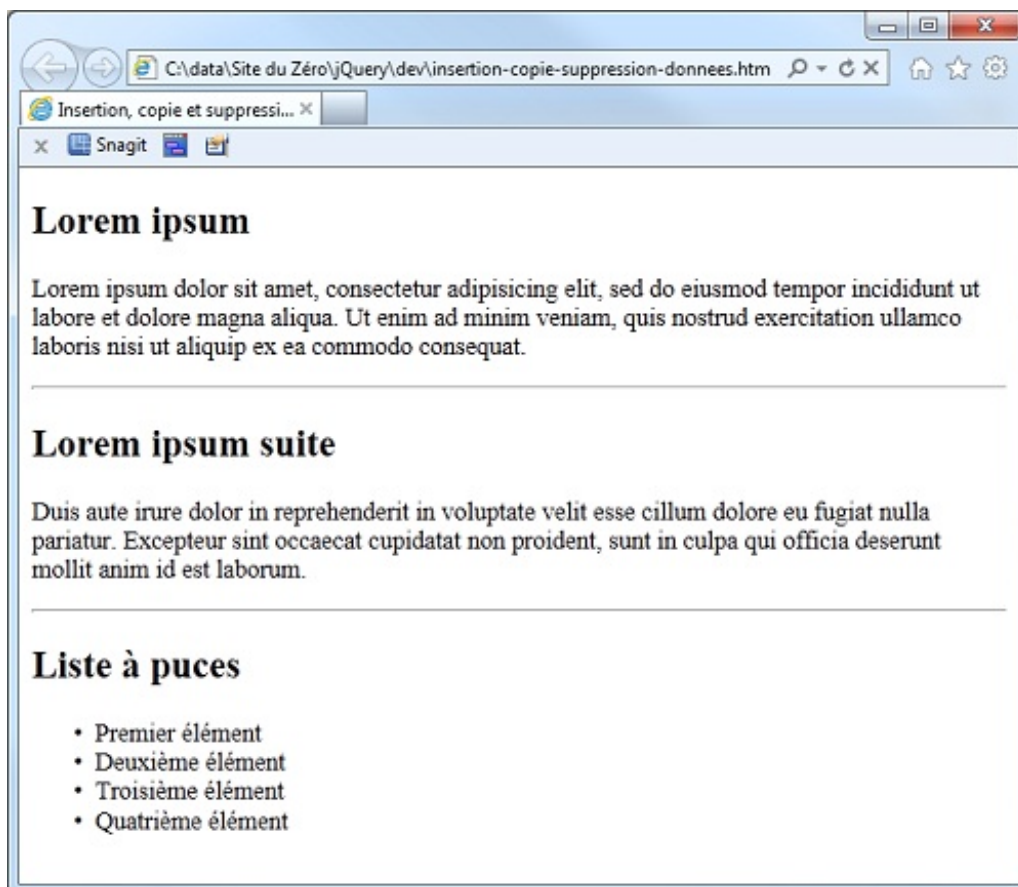 C:\data\Site du Zéro\jQuery\dev\insertion-copie-suppression-donnees.htm
Insertion, copie et suppressi...
Snagit
Lorem ipsum
Lorem ipsum dolor sit amet, consectetur adipisicing elit, sed do eiusmod tempor incididunt ut
labore et dolore magna aliqua. Ut enim ad minim veniam, quis nostrud exercitation ullamco
laboris nisi ut aliquip ex ea commodo consequat.
Lorem ipsum suite
Duis aute irure dolor in reprehenderit in voluptate velit esse cillum dolore eu fugiat nulla
pariatur. Excepteur sint occaecat cupidatat non proident, sunt in culpa qui officia deserunt
mollit anim id est laborum.
Liste à puces
• Premier élément
• Deuxième élément
• Troisième élément
• Quatrième élément